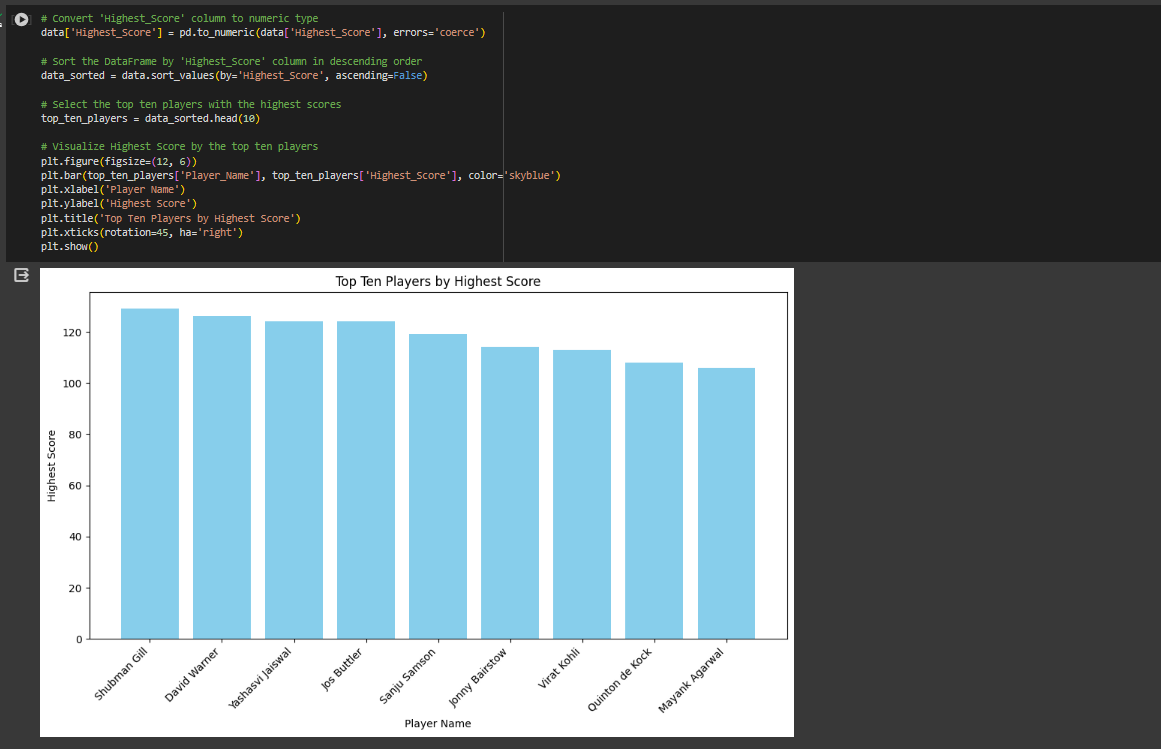 # Convert 'Highest_Score' column to numeric type
data['Highest_Score'] = pd.to_numeric(data['Highest_Score'], errors='coerce')
# Sort the DataFrame by 'Highest_Score' column in descending order
data_sorted = data.sort_values(by='Highest_Score', ascending=False)
# Select the top ten players with the highest scores
top_ten_players = data_sorted.head(10)
# Visualize Highest Score by the top ten players
plt.figure(figsize=(12, 6))
plt.bar(top_ten_players['Player_Name'], top_ten_players['Highest_Score'], color='skyblue')
plt.xlabel('Player Name')
plt.ylabel('Highest Score')
plt.title('Top Ten Players by Highest Score')
plt.xticks(rotation=45, ha='right')
plt.show()
Top Ten Players by Highest Score
Highest Score
120
100
80
60
40
20
0
Shubman Gill
David Warner
Yashasvi Jaiswal
Jos Buttler
Sanju Samson
Jonny Bairstow
Virat Kohli
Quinton de Kock
Mayank Agarwal
Player Name